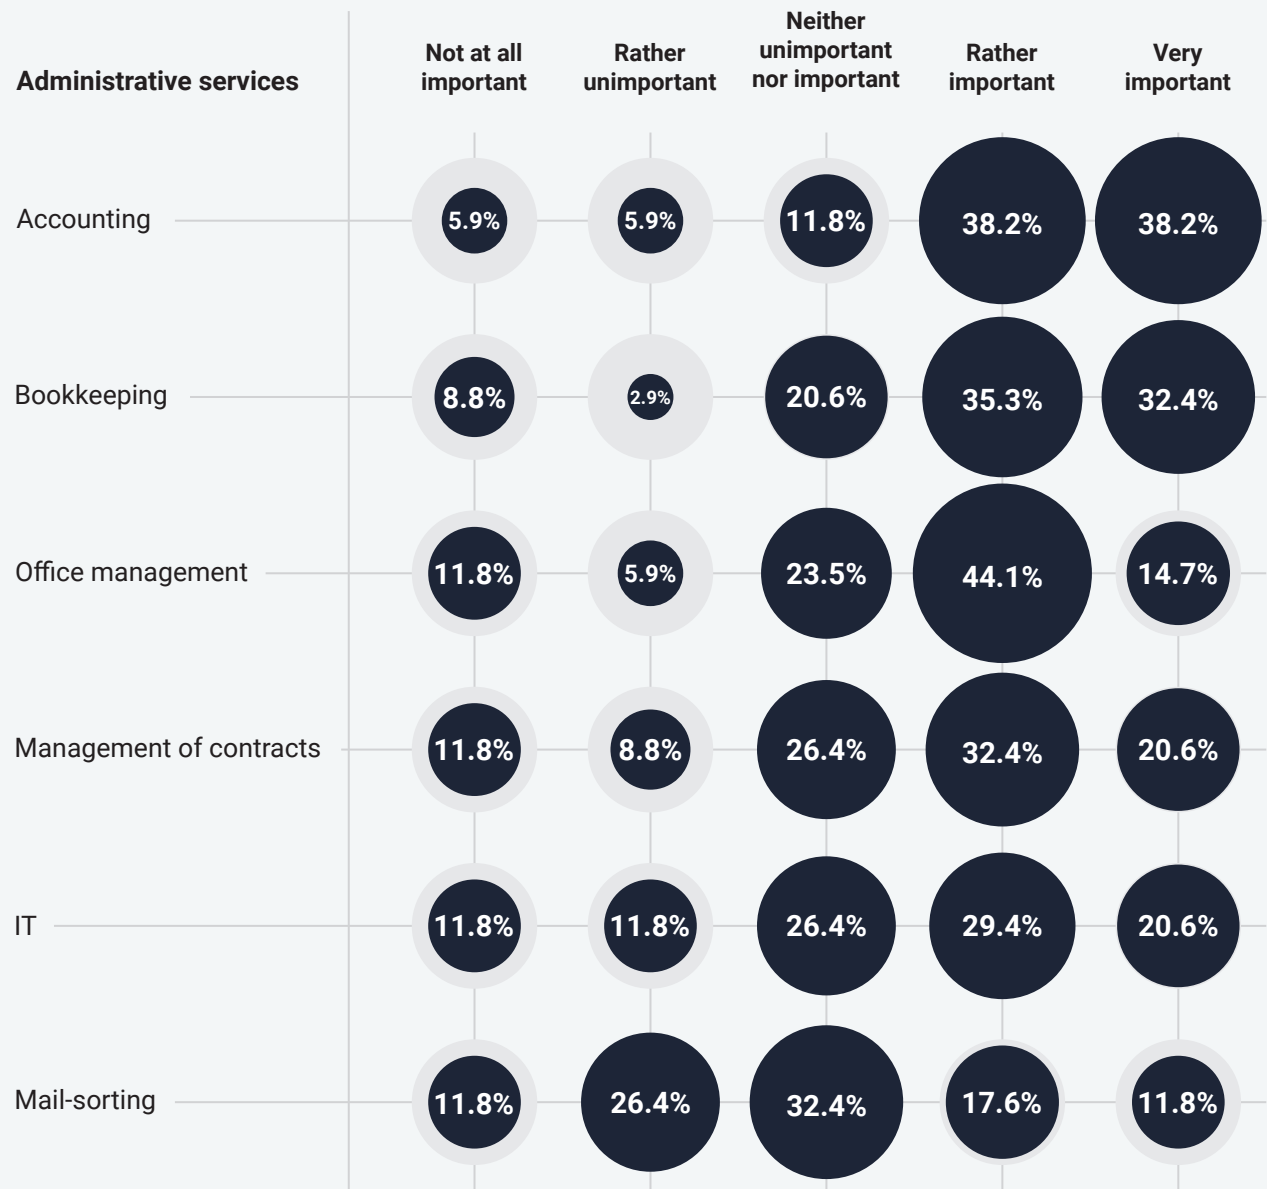 Administrative services
Not at all
important
Rather
unimportant
Neither
unimportant
nor important
Rather
important
Very
important
Accounting 5.9% 5.9% 11.8% 38.2% 38.2%
Bookkeeping 8.8% 2.9% 20.6% 35.3% 32.4%
Office management 11.8% 5.9% 23.5% 44.1% 14.7%
Management of contracts 11.8% 8.8% 26.4% 32.4% 20.6%
IT 11.8% 11.8% 26.4% 29.4% 20.6%
Mail-sorting 11.8% 26.4% 32.4% 17.6% 11.8%